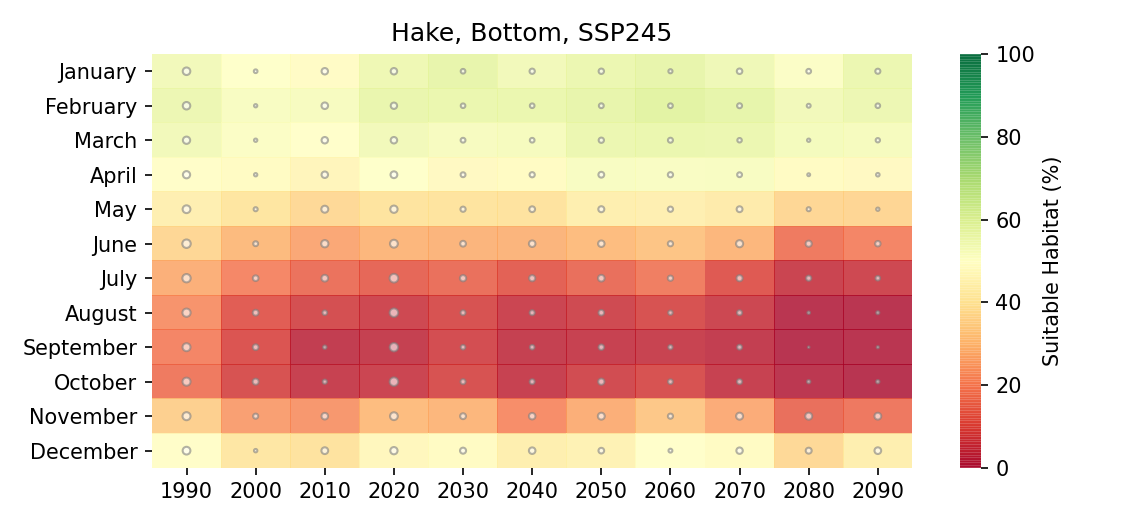 Hake, Bottom, SSP245
January
February
March
April
May
June
July
August
September
October
November
December
1990 2000 2010 2020 2030 2040 2050 2060 2070 2080 2090
100
80
60
40
20
0
Suitable Habitat (%)